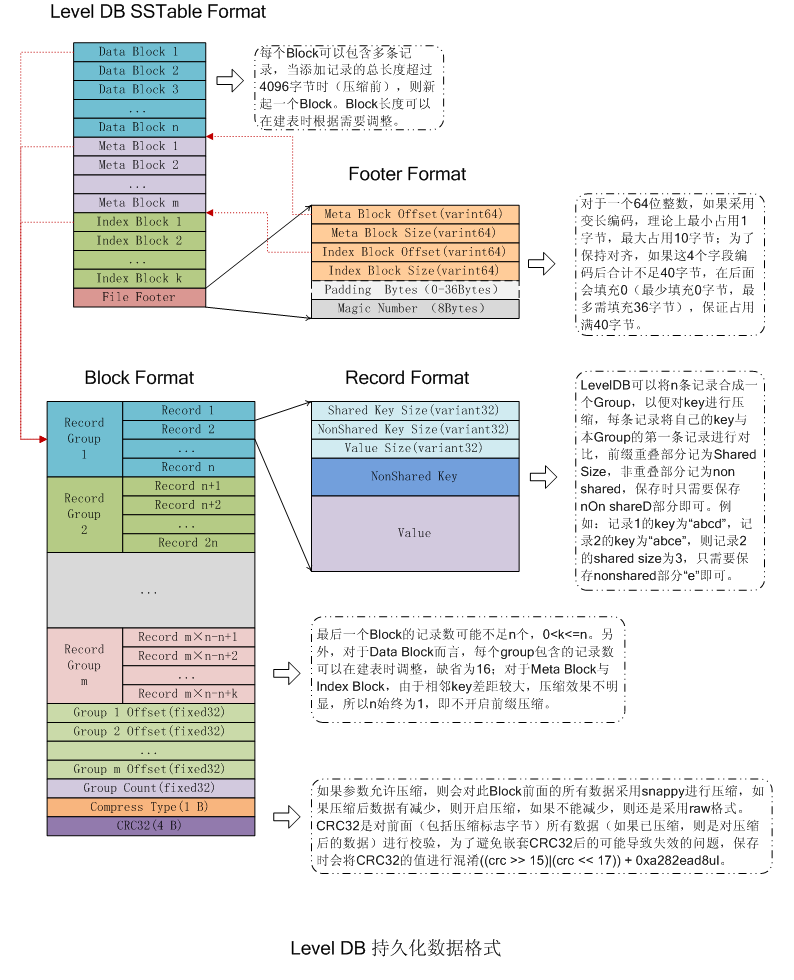 Level DB SSTable Format
Data Block 1
Data Block 2
Data Block 3
...
Data Block n
Meta Block 1
Meta Block 2
...
Meta Block m
Index Block 1
Index Block 2
...
Index Block k
File Footer
每个Block可以包含多条记
录，当添加记录的总长度超过
4096字节时（压缩前），则新
起一个Block。Block长度可以
在建表时根据需要调整。
Footer Format
Meta Block Offset(varint64)
Meta Block Size(varint64)
Index Block Offset(varint64)
Index Block Size(varint64)
Padding Bytes（0-36Bytes）
Magic Number （8Bytes）
对于一个64位整数，如果采用
变长编码，理论上最小占用1
字节，最大占用10字节；为了
保持对齐，如果这4个字段编
码后合计不足40字节，在后面
会填充0（最少填充0字节，最
多需填充36字节），保证占用
满40字节。
Block Format
Record
Group
1
Record 1
Record 2
...
Record n
Record
Group
2
Record n+1
Record n+2
...
Record 2n
...
Record
Group
m
Record m×n-n+1
Record m×n-n+2
...
Record m×n-n+k
Group 1 Offset(fixed32)
Group 2 Offset(fixed32)
...
Group m Offset(fixed32)
Group Count(fixed32)
Compress Type(1 B)
CRC32(4 B)
Record Format
Shared Key Size(variant32)
NonShared Key Size(variant32)
Value Size(variant32)
NonShared Key
Value
LevelDB可以将n条记录合成一
个Group，以便对key进行压
缩，每条记录将自己的key与
本Group的第一条记录进行对
比，前缀重叠部分记为Shared
Size，非重叠部分记为non
shared，保存时只需要保存
nOn shareD部分即可。例
如：记录1的key为“abcd”，记
录2的key为“abce”，则记录2
的shared size为3，只需要保
存nonshared部分“e”即可。
最后一个Block的记录数可能不足n个，0<k<=n。另
外，对于Data Block而言，每个group包含的记录数
可以在建表时调整，缺省为16；对于Meta Block与
Index Block，由于相邻key差距较大，压缩效果不明
显，所以n始终为1，即不开启前缀压缩。
如果参数允许压缩，则会对此Block前面的所有数据采用snappy进行压缩，如
果压缩后数据有减少，则开启压缩，如果不能减少，则还是采用raw格式。
CRC32是对前面（包括压缩标志字节）所有数据（如果已压缩，则是对压缩
后的数据）进行校验，为了避免嵌套CRC32后的可能导致失效的问题，保存
时会将CRC32的值进行混淆((crc >> 15)|(crc << 17)) + 0xa282ead8ul。
Level DB 持久化数据格式